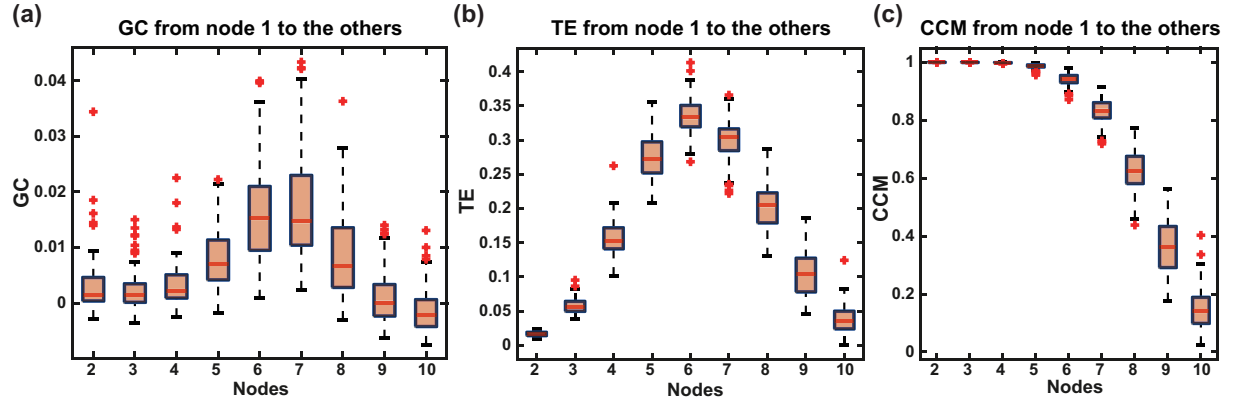 (a)
GC from node 1 to the others
0.04
0.03
0.02
0.01
0
GC
2 3 4 5 6 7 8 9 10
Nodes
(b)
TE from node 1 to the others
0.4
0.35
0.3
0.25
0.2
0.15
0.1
0.05
0
TE
2 3 4 5 6 7 8 9 10
Nodes
(c)
CCM from node 1 to the others
1
0.8
0.6
0.4
0.2
0
CCM
2 3 4 5 6 7 8 9 10
Nodes